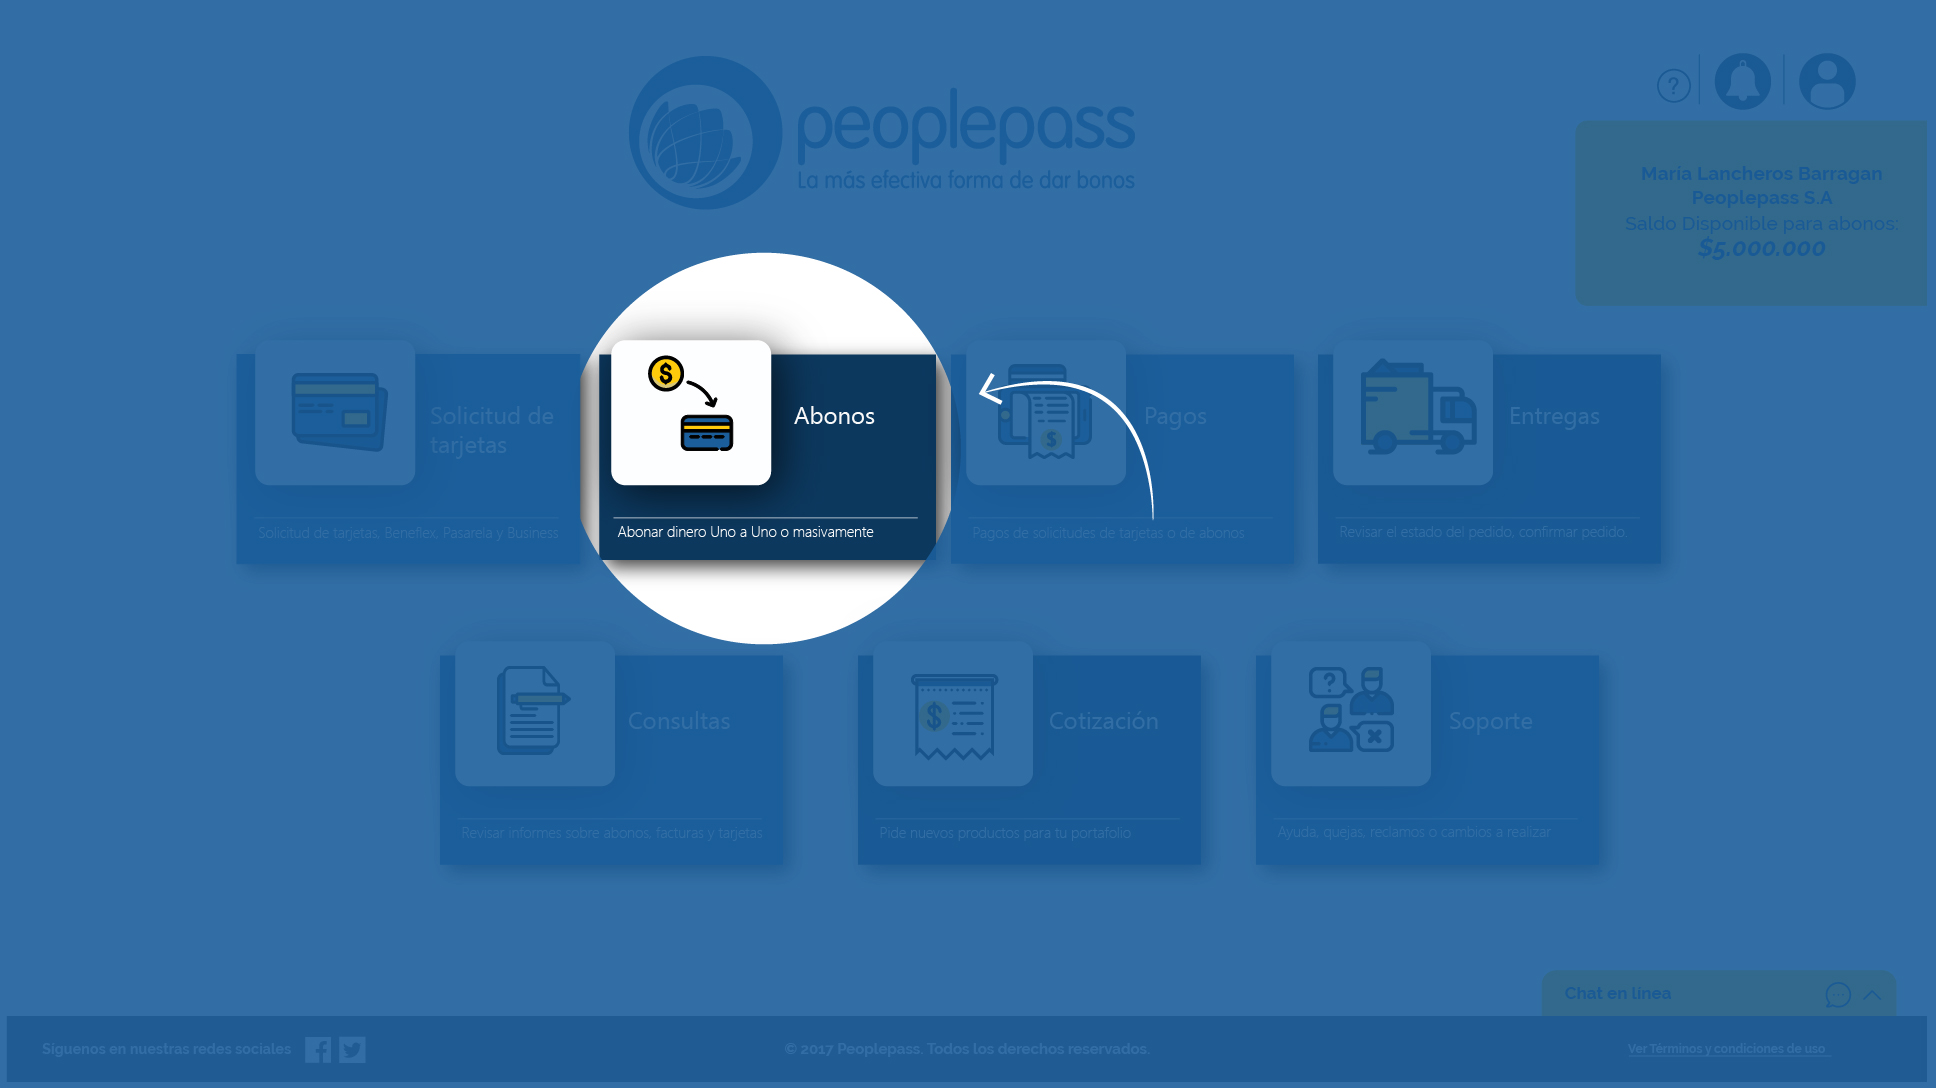 peoplepass
La más efectiva forma de dar bonos
?
María Lancheros Barragan
Peoplepass S.A
Saldo Disponible para abonos:
$5.000.000
Solicitud de
tarjetas
Solicitud de tarjetas, Beneflex, Pasarela y Business
$
Abonos
Abonar dinero Uno a Uno o masivamente
$
Pagos
Pagos de solicitudes de tarjetas o de abonos
Entregas
Revisar el estado del pedido, confirmar pedido.
Consultas
Revisar informes sobre abonos, facturas y tarjetas
$
Cotización
Pide nuevos productos para tu portafolio
?
Soporte
Ayuda, quejas, reclamos o cambios a realizar
Chat en línea
Síguenos en nuestras redes sociales
© 2017 Peoplepass. Todos los derechos reservados.
Ver Términos y condiciones de uso